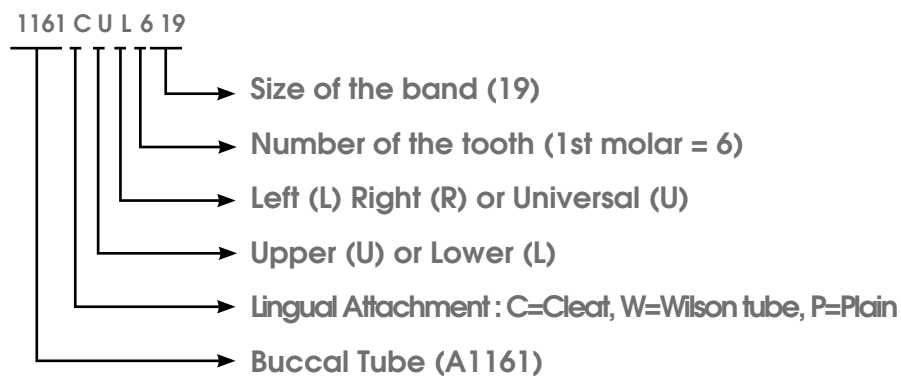 1161 C U L 6 19
Size of the band (19)
Number of the tooth (1st molar = 6)
Left (L) Right (R) or Universal (U)
Upper (U) or Lower (L)
Lingual Attachment : C=Cleat, W=Wilson tube, P=Plain
Buccal Tube (A1161)